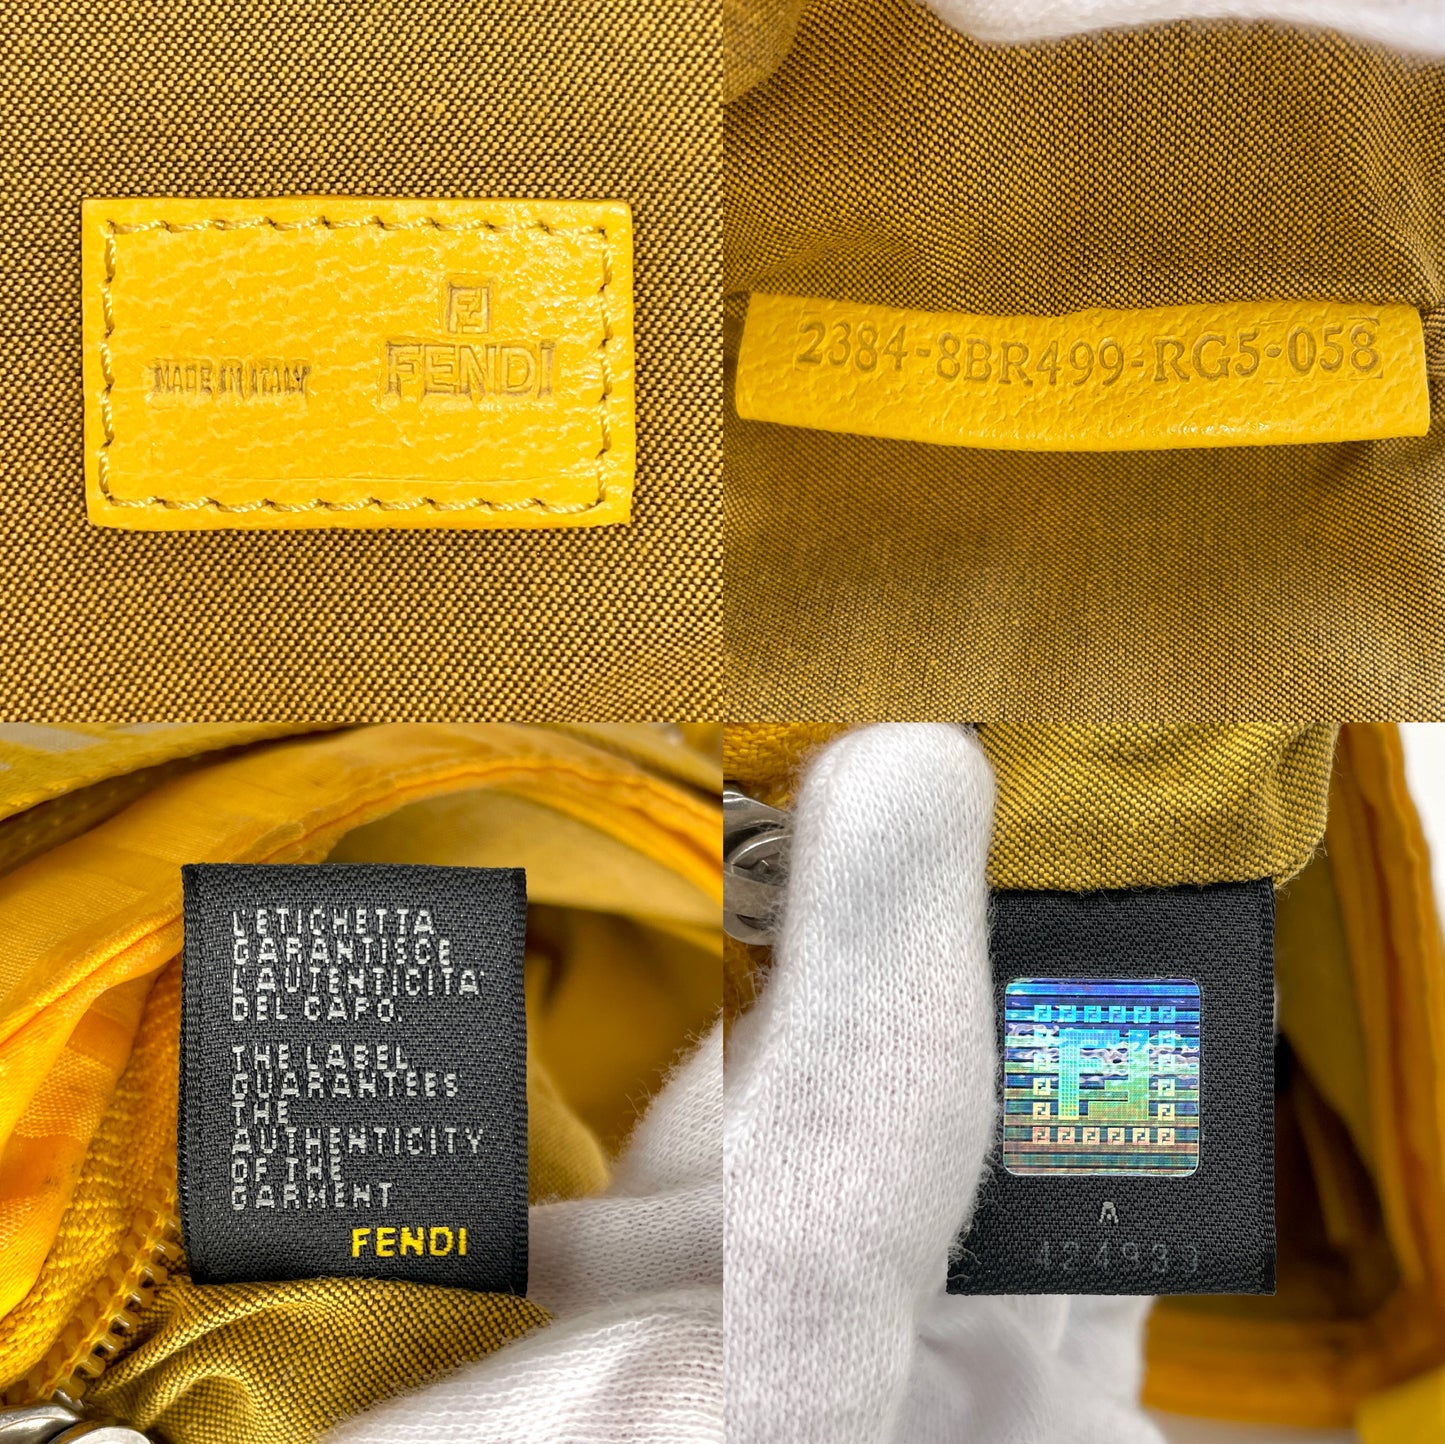 MADE IN ITALY
FENDI
2384-8BR499-RG5-058
L'ETICHETTA
GARANTISCE
L'AUTENTICITA'
DEL CAPO.
THE LABEL
GUARANTEES
THE
AUTHENTICITY
OF THE
GARMENT
FENDI
A